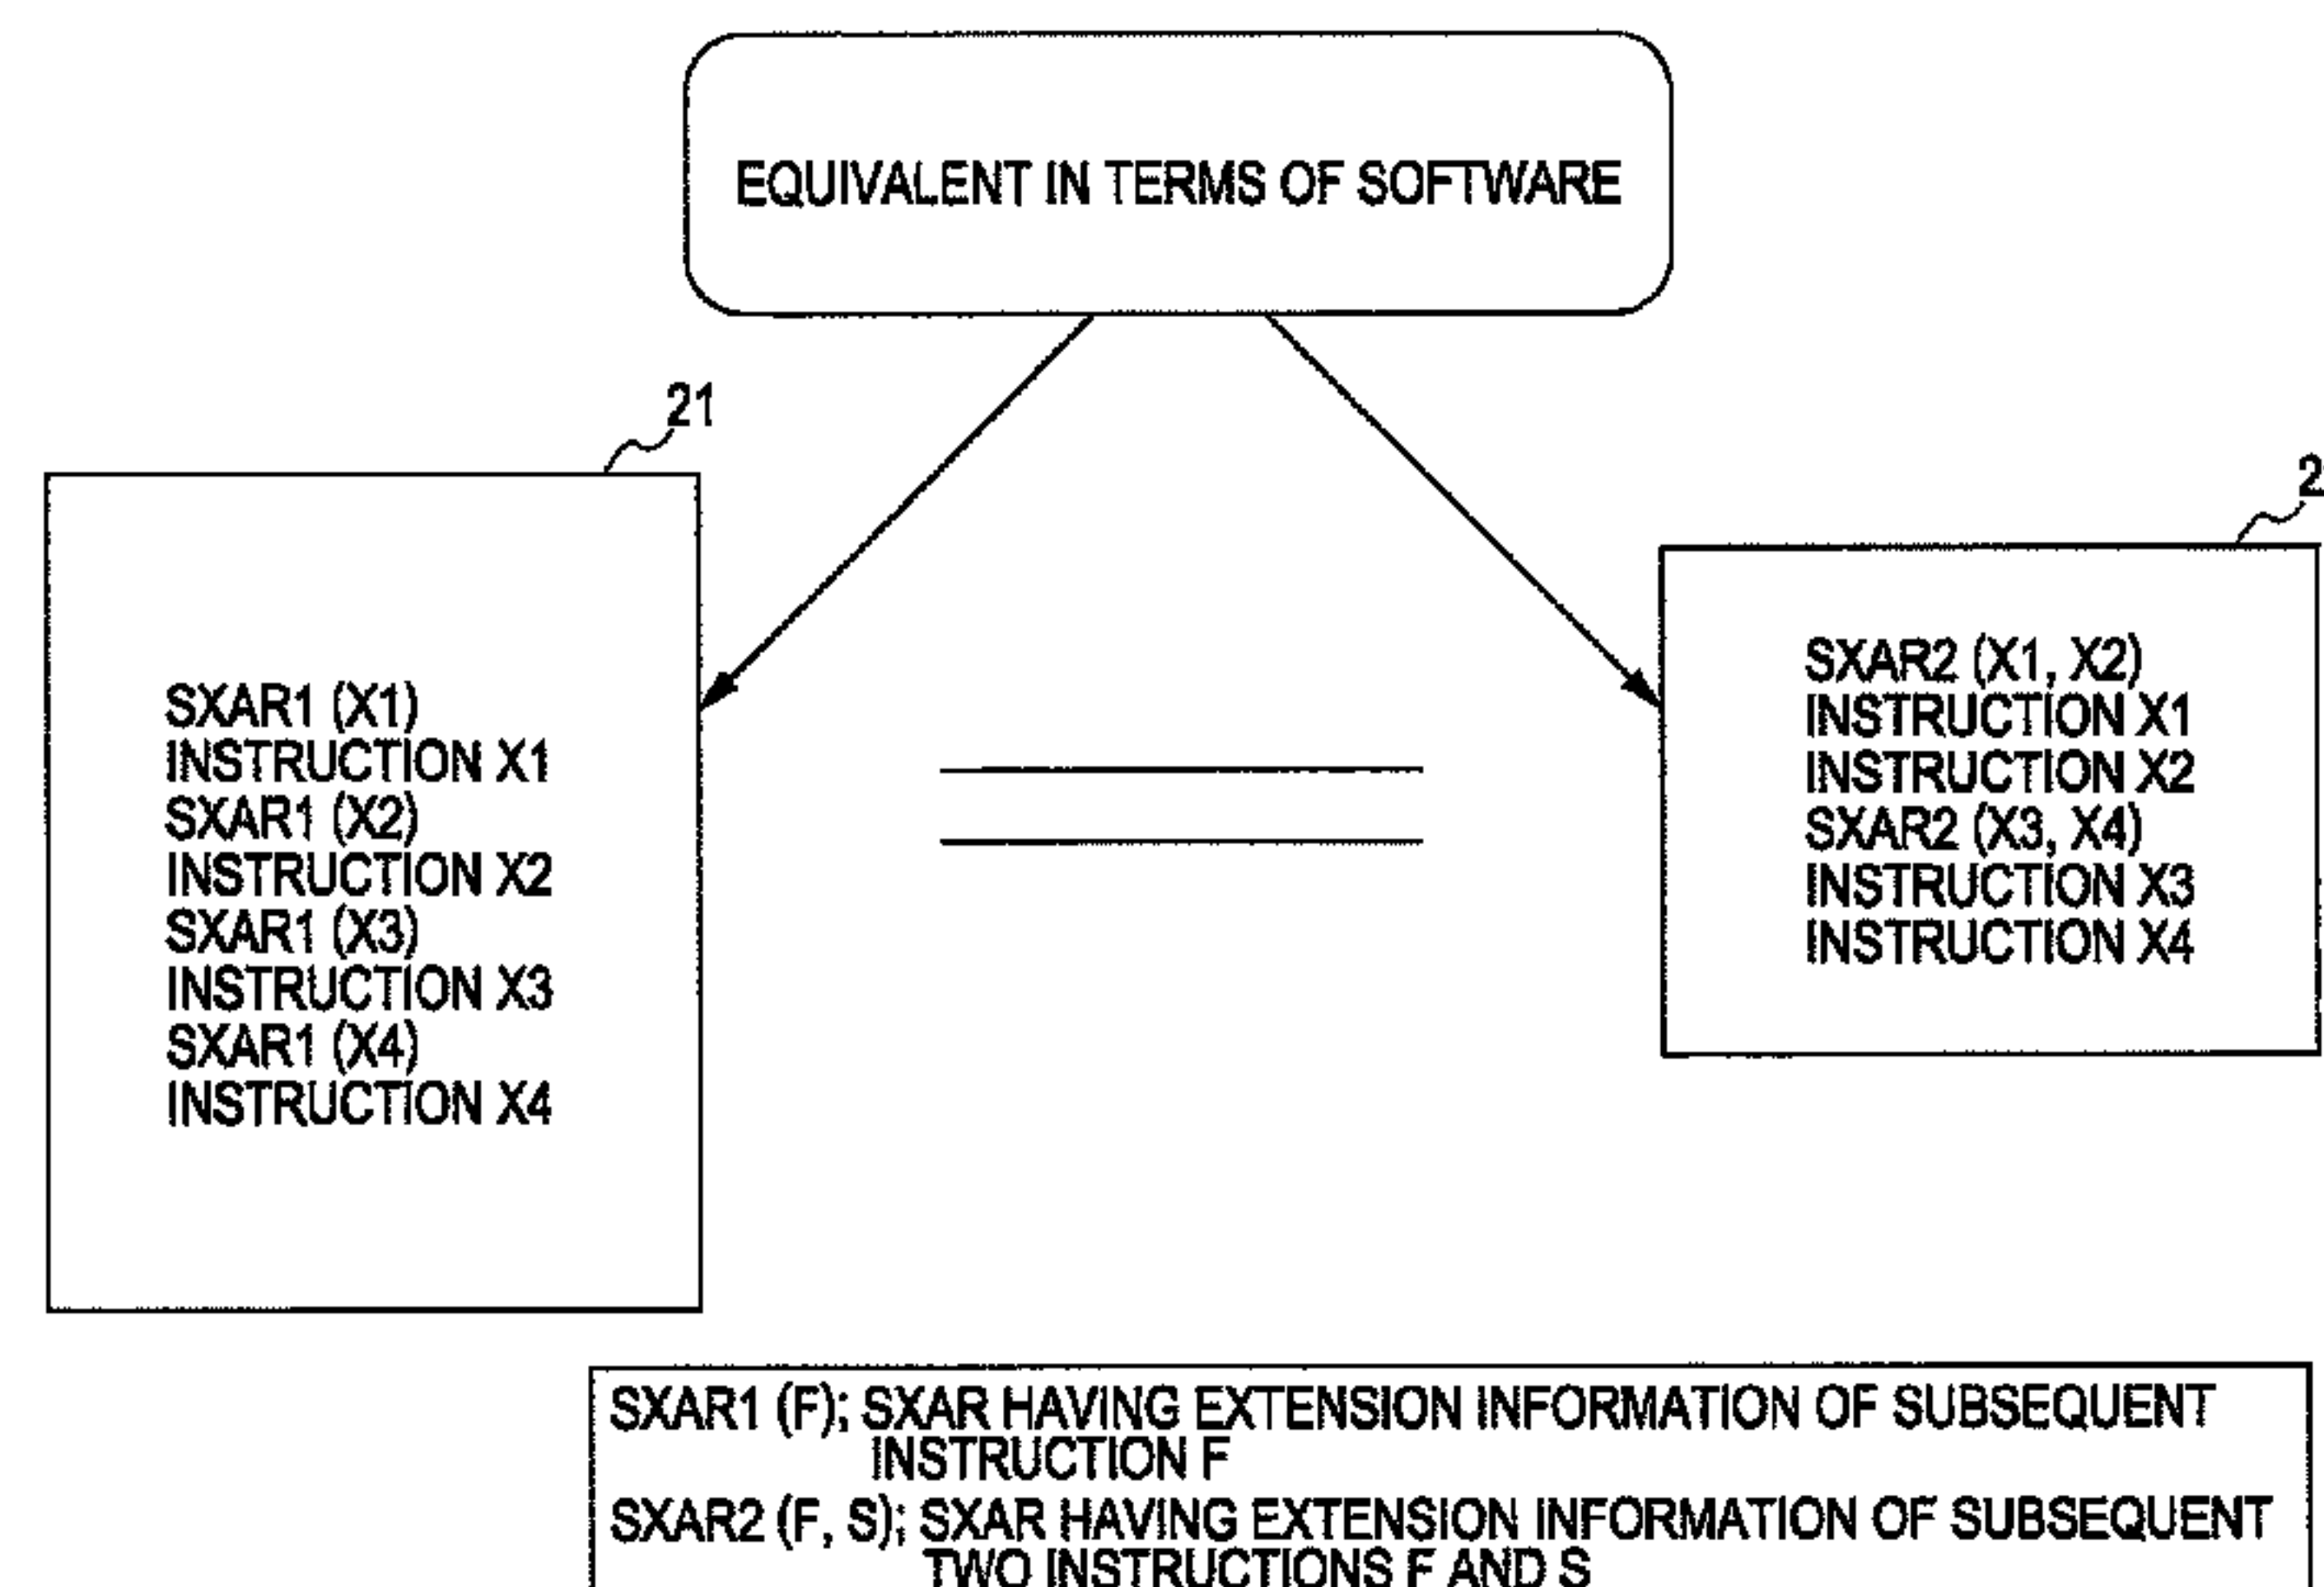 EQUIVALENT IN TERMS OF SOFTWARE
21
SXAR1 (X1)
INSTRUCTION X1
SXAR1 (X2)
INSTRUCTION X2
SXAR1 (X3)
INSTRUCTION X3
SXAR1 (X4)
INSTRUCTION X4
2
SXAR2 (X1, X2)
INSTRUCTION X1
INSTRUCTION X2
SXAR2 (X3, X4)
INSTRUCTION X3
INSTRUCTION X4
SXAR1 (F); SXAR HAVING EXTENSION INFORMATION OF SUBSEQUENT
INSTRUCTION F
SXAR2 (F, S); SXAR HAVING EXTENSION INFORMATION OF SUBSEQUENT
TWO INSTRUCTIONS F AND S